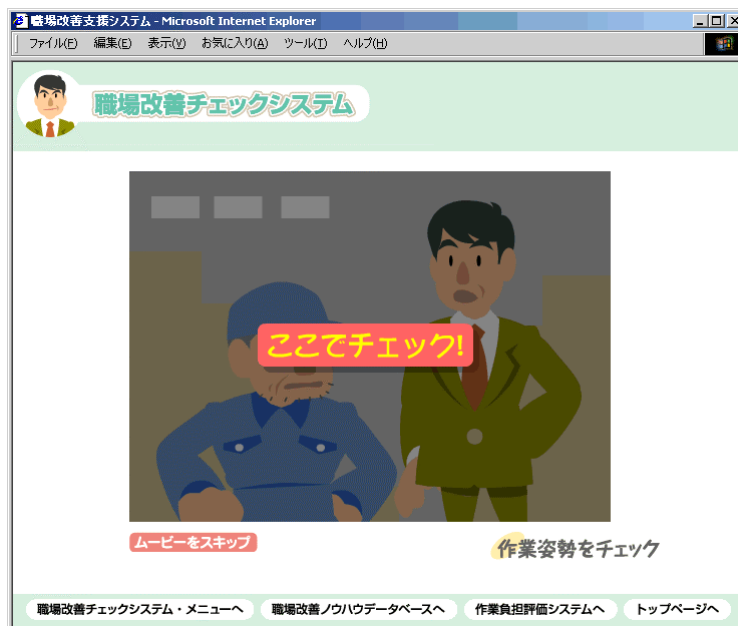 職場改善支援システム - Microsoft Internet Explorer
ファイル(F) 編集(E) 表示(V) お気に入り(A) ツール(T) ヘルプ(H)
職場改善チェックシステム
ここでチェック!
ムービーをスキップ
作業姿勢をチェック
職場改善チェックシステム・メニューへ 職場改善ノウハウデータベースへ 作業負担評価システムへ トップページへ